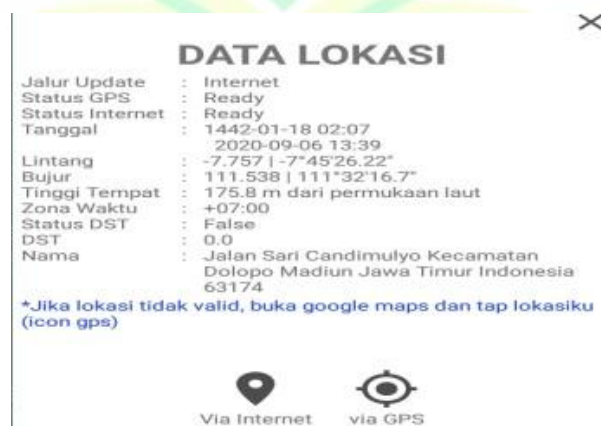 DATA LOKASI
Jalur Update : Internet
Status GPS : Ready
Status Internet : Ready
Tanggal : 1442-01-18 02:07
2020-09-06 13:39
Lintang : -7.757 | -7°45'26.22"
Bujur : 111.538 | 111°32'16.7"
Tinggi Tempat : 175.8 m dari permukaan laut
Zona Waktu : +07:00
Status DST : False
DST : 0.0
Nama : Jalan Sari Candimulyo Kecamatan
Dolopo Madiun Jawa Timur Indonesia
63174
*Jika lokasi tidak valid, buka google maps dan tap lokasiku
(icon gps)
Via Internet via GPS